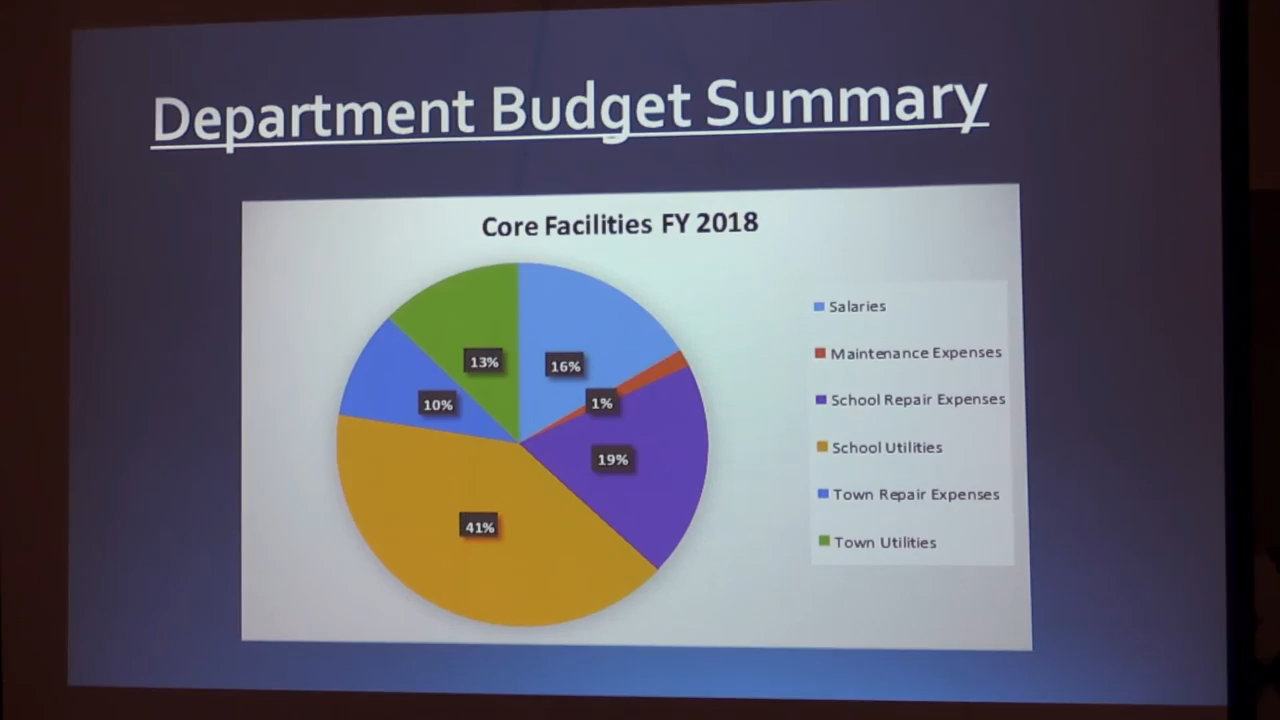 Department Budget Summary
Core Facilities FY 2018
13%
16%
10%
1%
19%
41%
Salaries
Maintenance Expenses
School Repair Expenses
School Utilities
Town Repair Expenses
Town Utilities